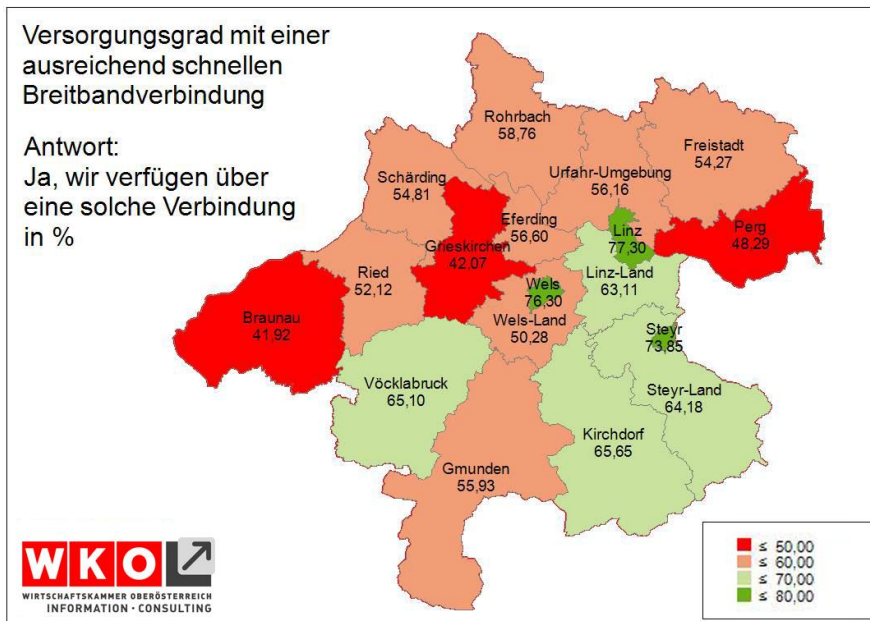 Versorgungsgrad mit einer
ausreichend schnellen
Breitbandverbindung
Antwort:
Ja, wir verfügen über
eine solche Verbindung
in %
Rohrbach
58,76
Freistadt
54,27
Schärding
54,81
Urfahr-Umgebung
56,16
Eferding
56,60
Linz
77,30
Perg
48,29
Grieskirchen
42,07
Ried
52,12
Linz-Land
63,11
Wels
76,30
Braunau
41,92
Wels-Land
50,28
Steyr
73,85
Vöcklabruck
65,10
Steyr-Land
64,18
Kirchdorf
65,65
Gmunden
55,93
WKO
WIRTSCHAFTSKAMMER OBERÖSTERREICH
INFORMATION · CONSULTING
≤ 50,00
≤ 60,00
≤ 70,00
≤ 80,00